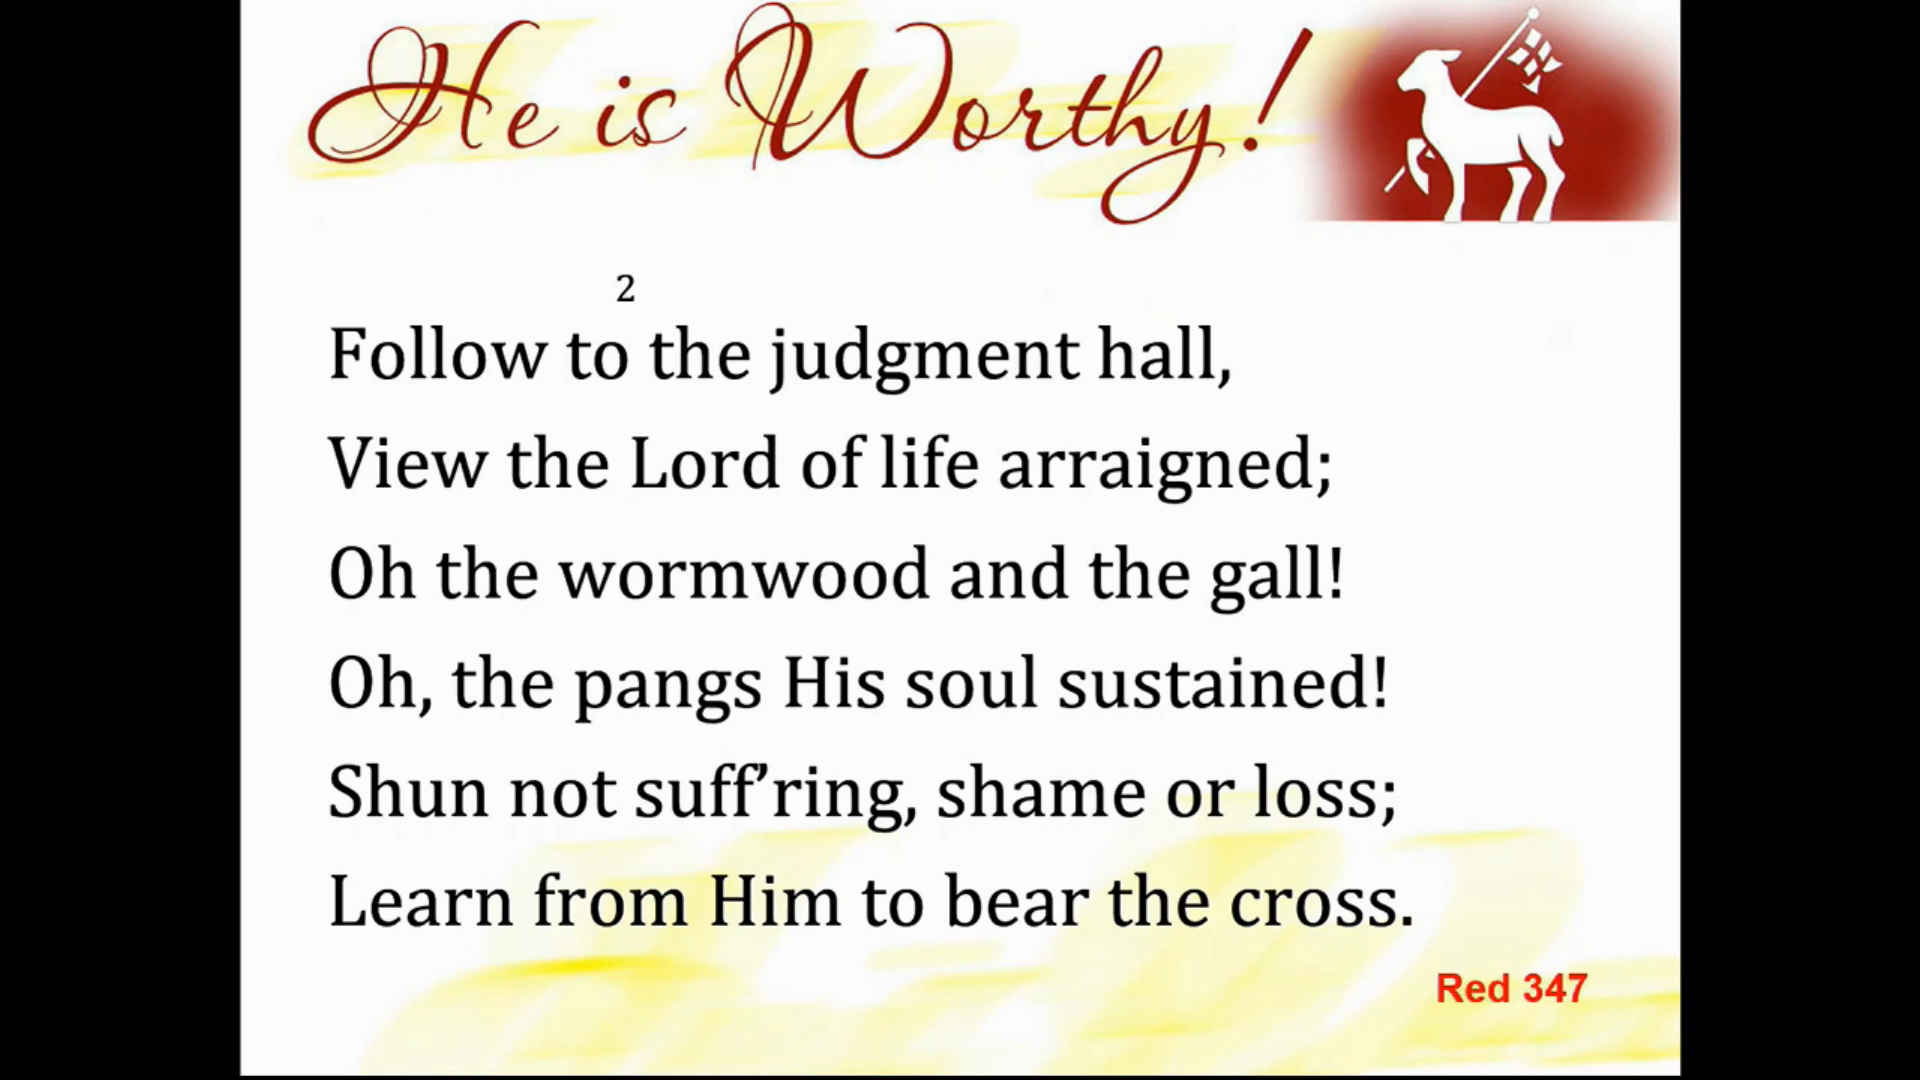 He is Worthy!
2
Follow to the judgment hall,
View the Lord of life arraigned;
Oh the wormwood and the gall!
Oh, the pangs His soul sustained!
Shun not suff’ring, shame or loss;
Learn from Him to bear the cross.
Red 347